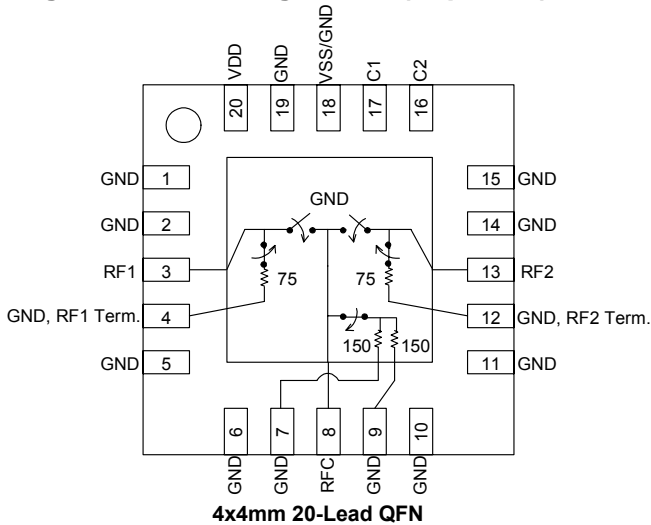 VDD
GND
VSS/GND
C1
C2
20
19
18
17
16
GND 1
15 GND
GND
GND 2
14 GND
RF1 3
13 RF2
75
75
GND, RF1 Term. 4
12 GND, RF2 Term.
150
150
GND 5
11 GND
6
7
8
9
10
GND
GND
RFC
GND
GND
4x4mm 20-Lead QFN